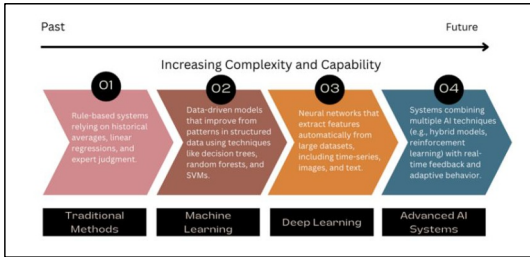 Past
Future
Increasing Complexity and Capability
01
Rule-based systems
relying on historical
averages, linear
regressions, and
expert judgment.
02
Data-driven models
that improve from
patterns in structured
data using techniques
like decision trees,
random forests, and
SVMs.
03
Neural networks that
extract features
automatically from
large datasets,
including time-series,
images, and text.
04
Systems combining
multiple AI techniques
(e.g., hybrid models,
reinforcement
learning) with real-
time feedback and
adaptive behavior.
Traditional
Methods
Machine
Learning
Deep Learning
Advanced AI
Systems